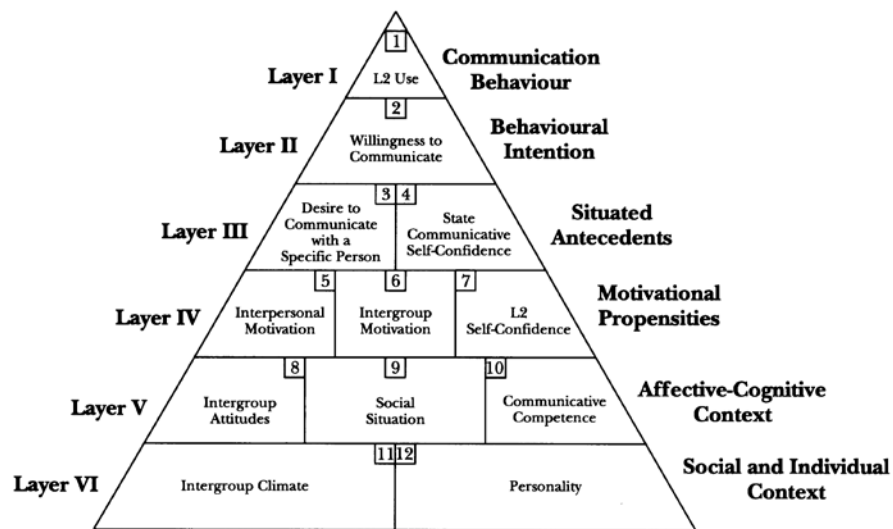 1
Layer I
L2 Use
Communication
Behaviour
2
Layer II
Willingness to
Communicate
Behavioural
Intention
3 4
Layer III
Desire to
Communicate
with a
Specific Person
State
Communicative
Self-Confidence
Situated
Antecedents
5 6 7
Layer IV
Interpersonal
Motivation
Intergroup
Motivation
L2
Self-Confidence
Motivational
Propensities
8 9 10
Layer V
Intergroup
Attitudes
Social
Situation
Communicative
Competence
Affective-Cognitive
Context
11 12
Layer VI
Intergroup Climate
Personality
Social and Individual
Context